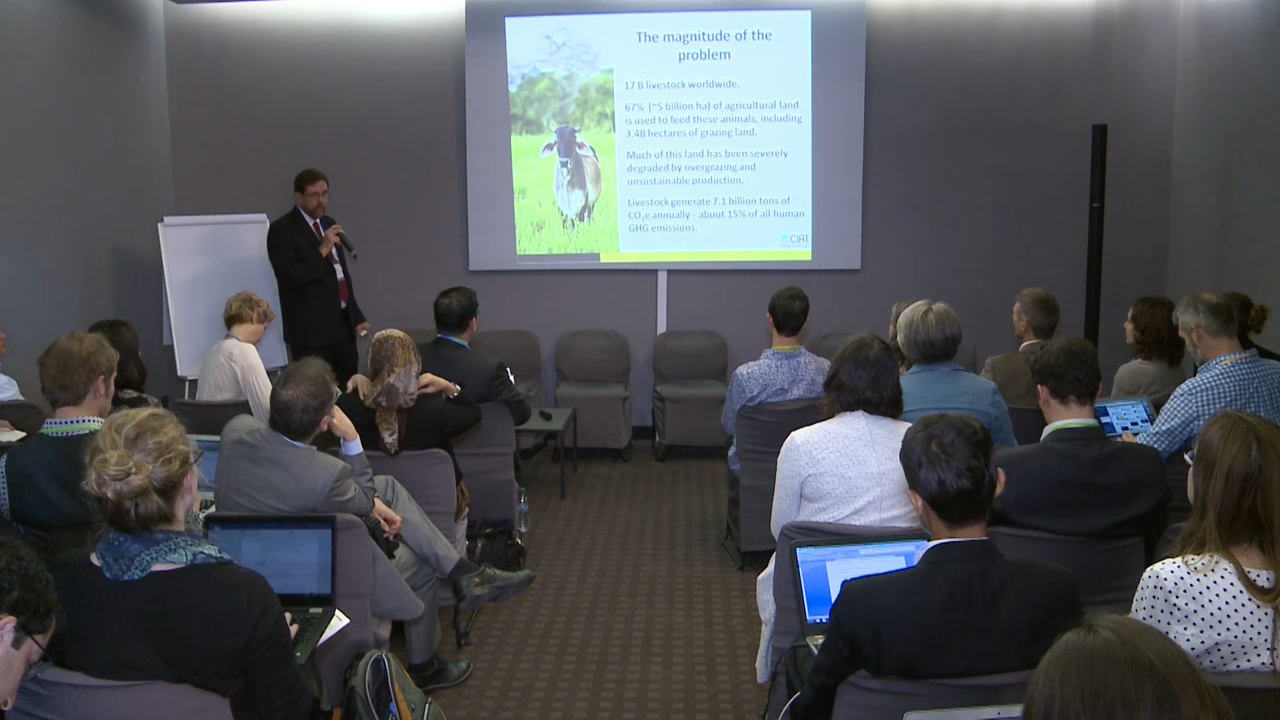 The magnitude of the
problem
17 B livestock worldwide.
67% (~5 billion ha) of agricultural land
is used to feed these animals, including
3.4B hectares of grazing land.
Much of this land has been severely
degraded by overgrazing and
unsustainable production.
Livestock generate 7.1 billion tons of
CO₂e annually - about 15% of all human
GHG emissions.
CIAT